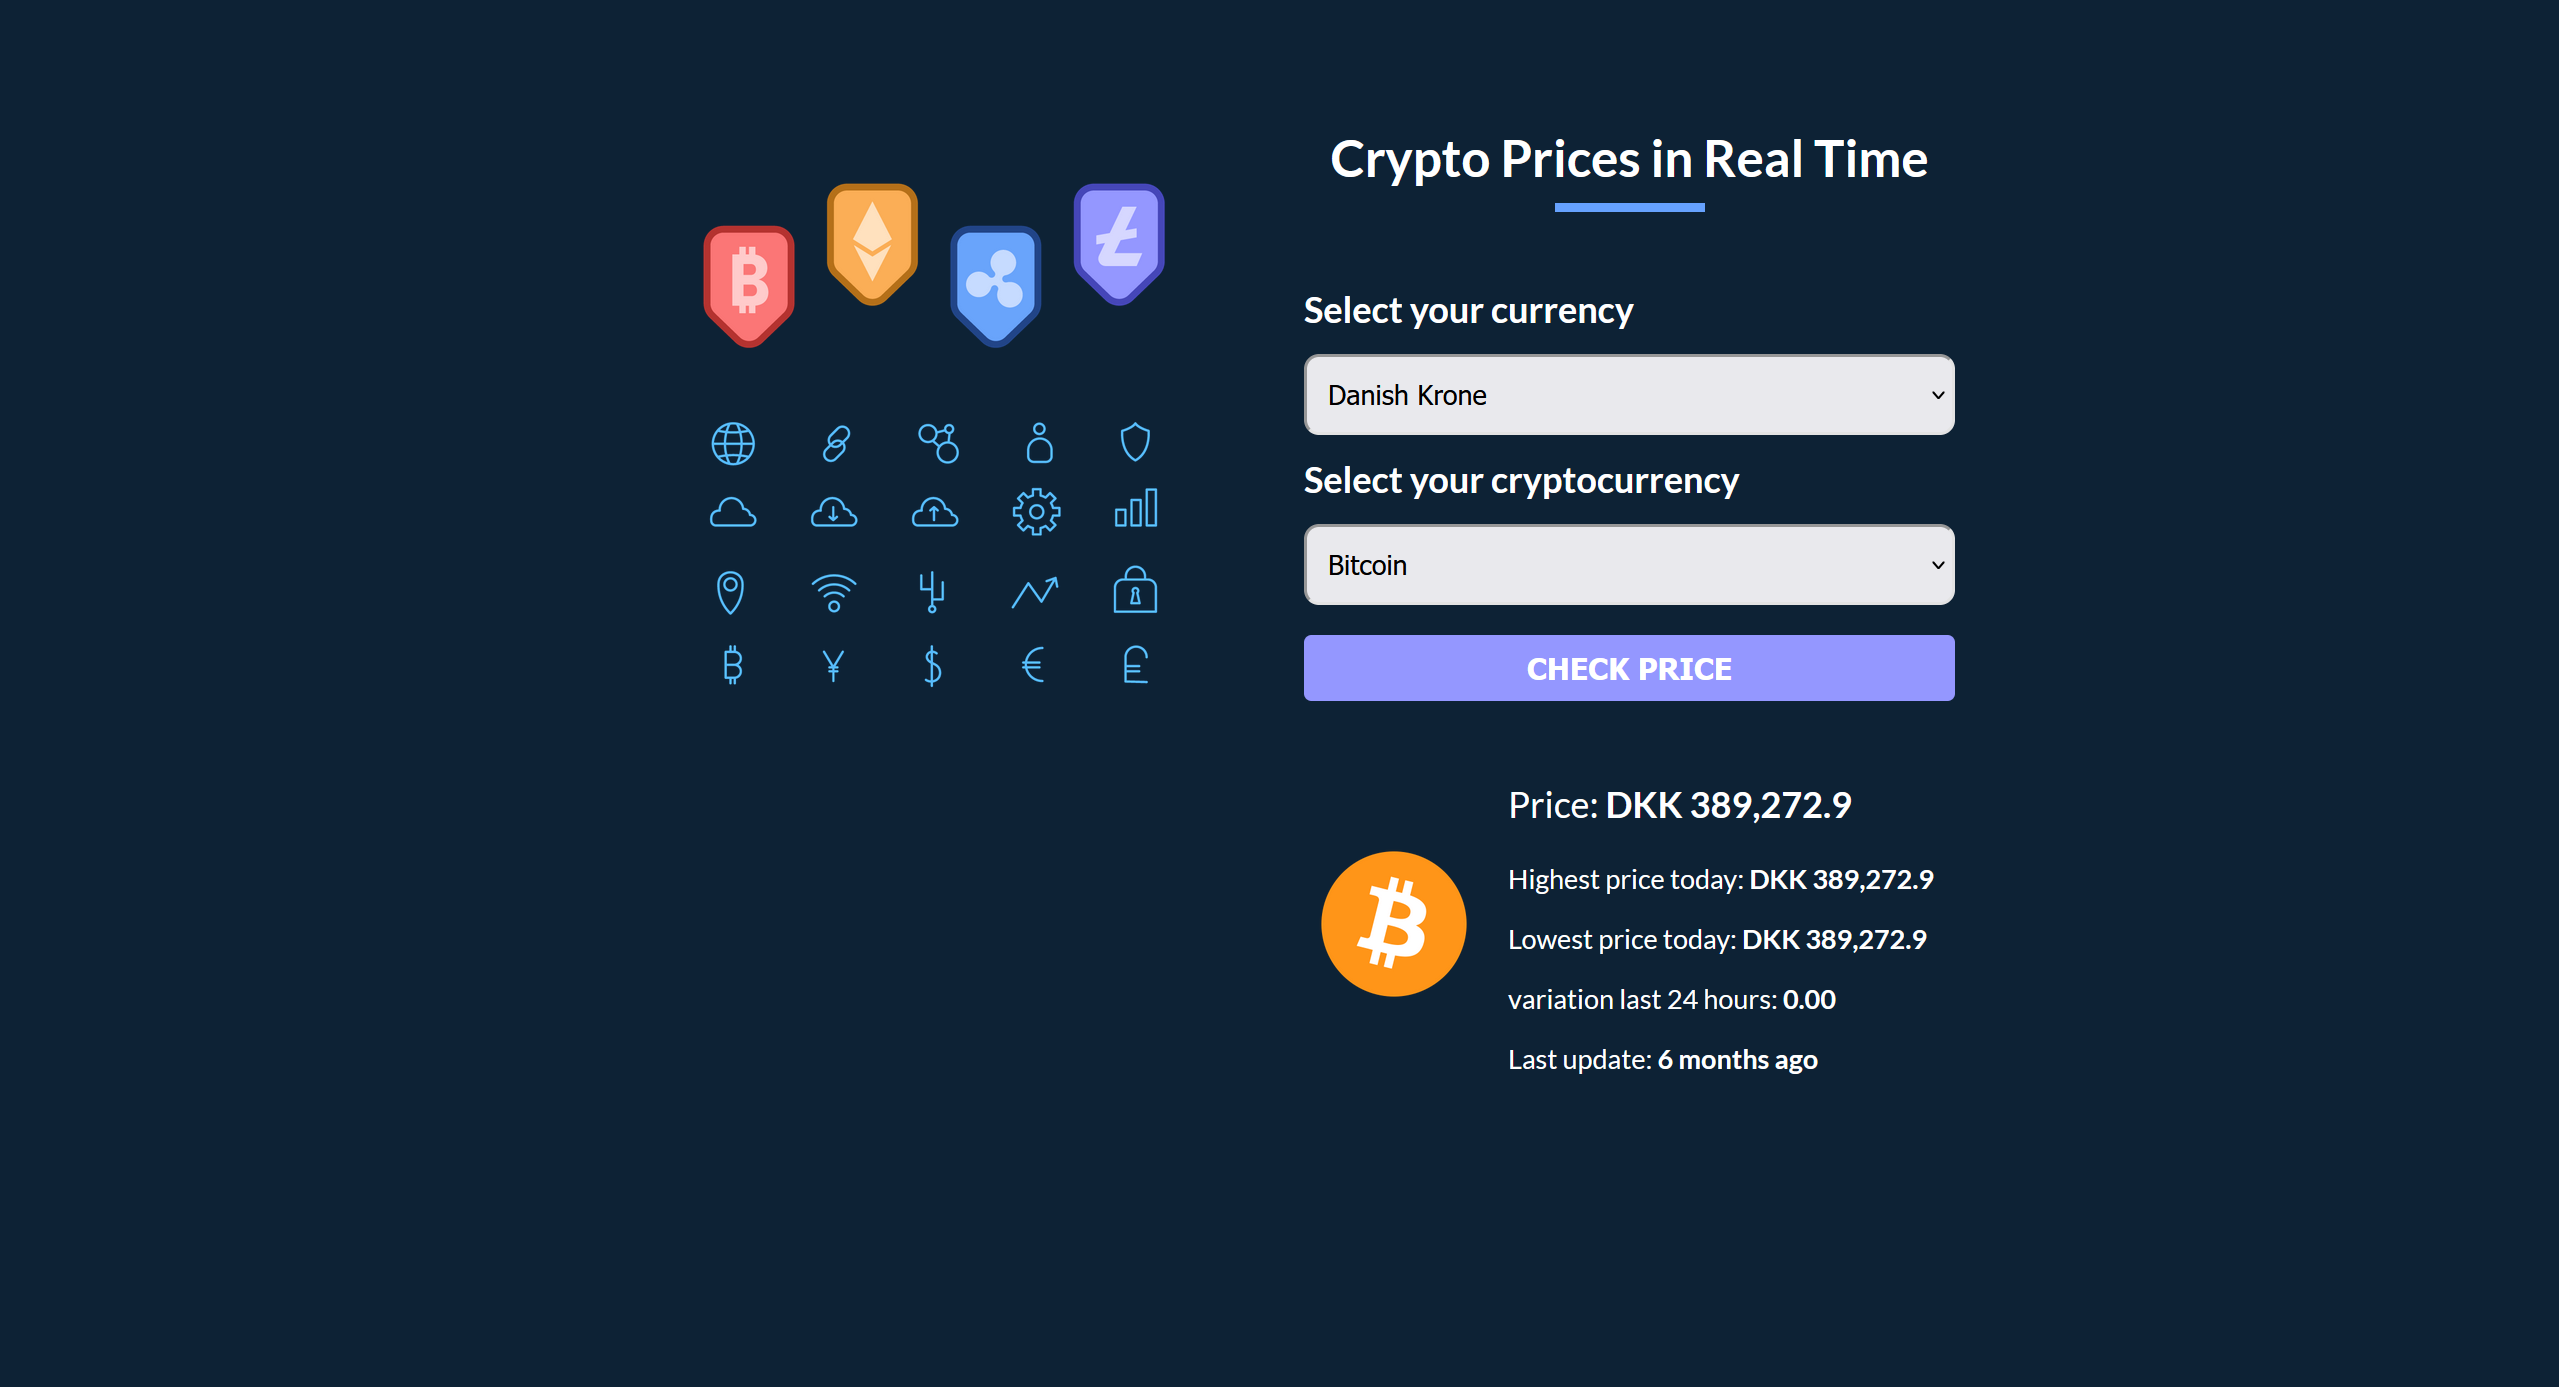 Crypto Prices in Real Time
Select your currency
Danish Krone
Select your cryptocurrency
Bitcoin
CHECK PRICE
Price: DKK 389,272.9
Highest price today: DKK 389,272.9
Lowest price today: DKK 389,272.9
variation last 24 hours: 0.00
Last update: 6 months ago